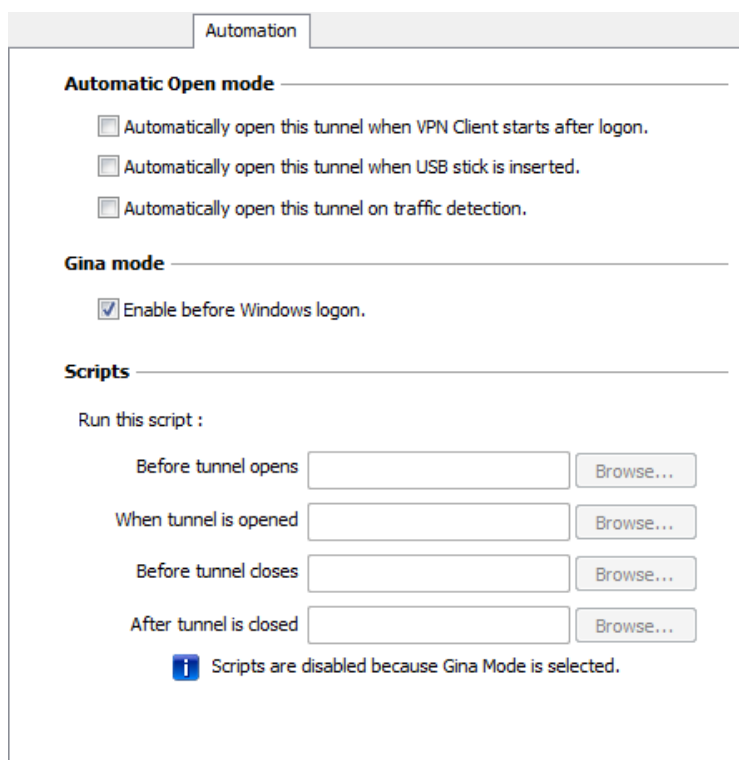 Automation
Automatic Open mode
Automatically open this tunnel when VPN Client starts after logon.
Automatically open this tunnel when USB stick is inserted.
Automatically open this tunnel on traffic detection.
Gina mode
Enable before Windows logon.
Scripts
Run this script :
Before tunnel opens Browse...
When tunnel is opened Browse...
Before tunnel closes Browse...
After tunnel is closed Browse...
i Scripts are disabled because Gina Mode is selected.